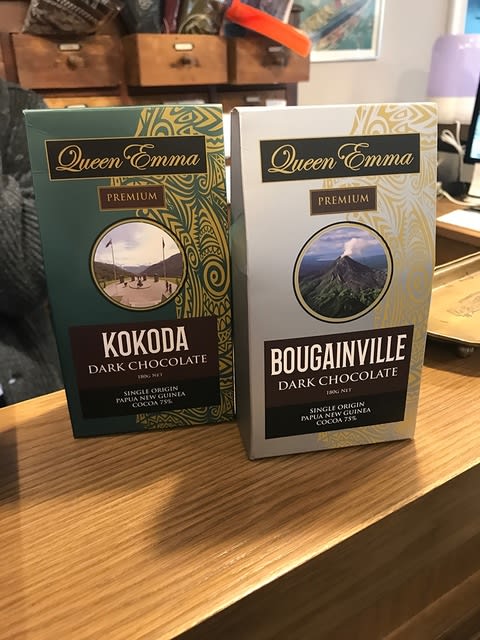 Queen Emma
PREMIUM
KOKODA
DARK CHOCOLATE
180G NET
SINGLE ORIGIN
PAPUA NEW GUINEA
COCOA 75%
Queen Emma
PREMIUM
BOUGAINVILLE
DARK CHOCOLATE
180G NET
SINGLE ORIGIN
PAPUA NEW GUINEA
COCOA 75%